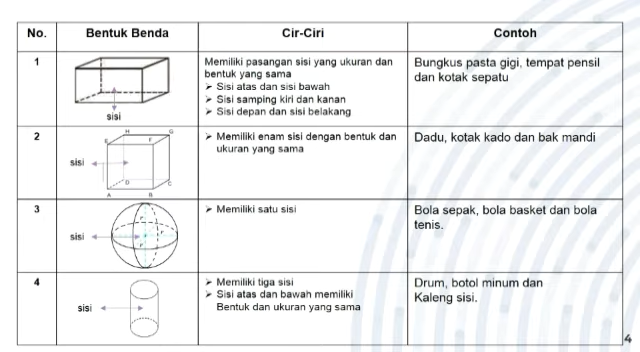 No. Bentuk Benda Cir-Ciri Contoh
1
Memiliki pasangan sisi yang ukuran dan
bentuk yang sama
➢ Sisi atas dan sisi bawah
➢ Sisi samping kiri dan kanan
➢ Sisi depan dan sisi belakang
sisi
Bungkus pasta gigi, tempat pensil
dan kotak sepatu
2
H G
E F
sisi
D C
A B
➢ Memiliki enam sisi dengan bentuk dan
ukuran yang sama
Dadu, kotak kado dan bak mandi
3
sisi
➢ Memiliki satu sisi
Bola sepak, bola basket dan bola
tenis.
4
sisi
➢ Memiliki tiga sisi
➢ Sisi atas dan bawah memiliki
Bentuk dan ukuran yang sama
Drum, botol minum dan
Kaleng sisi.
4